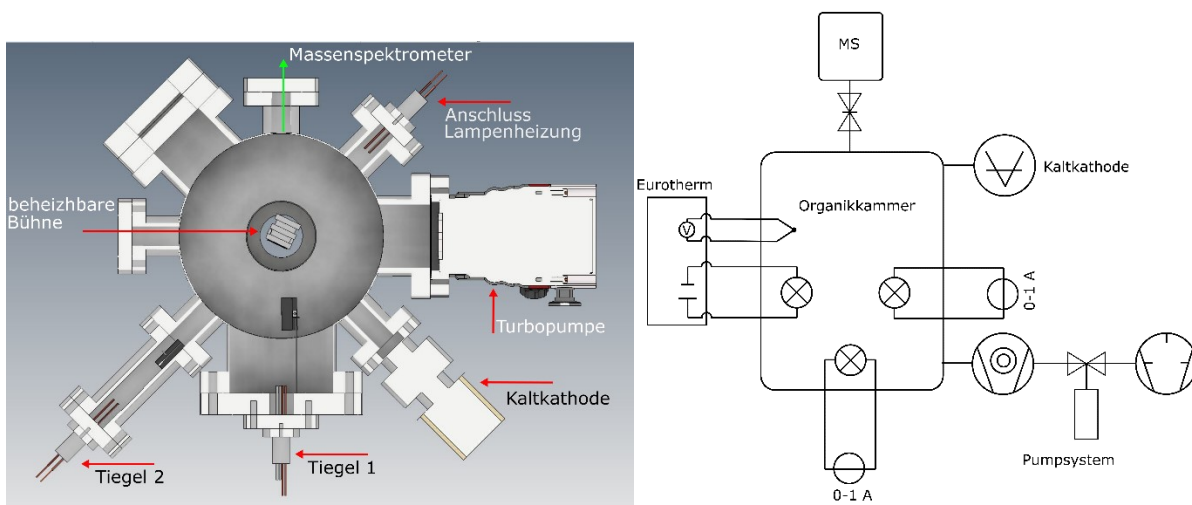 Massenspektrometer
Anschluss
Lampenheizung
beheizhbare
Bühne
Turbopumpe
Kaltkathode
Tiegel 1
Tiegel 2
MS
Kaltkathode
Eurotherm
Organikkammer
V
0-1 A
Pumpsystem
0-1 A